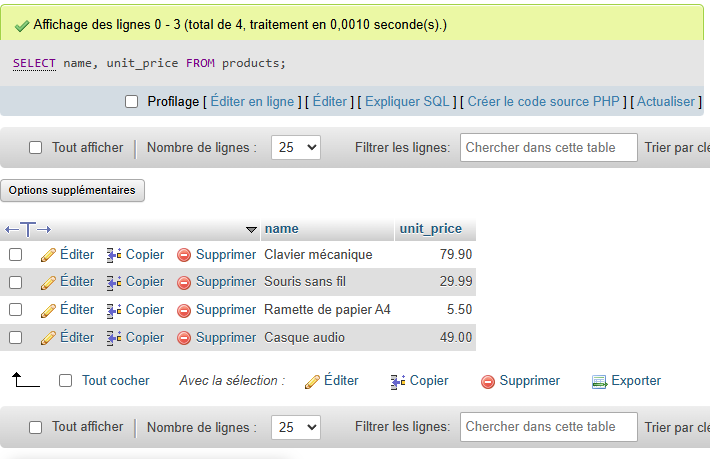 Affichage des lignes 0 - 3 (total de 4, traitement en 0,0010 seconde(s).)
SELECT name, unit_price FROM products;
Profilage [ Éditer en ligne ] [ Éditer ] [ Expliquer SQL ] [ Créer le code source PHP ] [ Actualiser ]
Tout afficher Nombre de lignes : 25 Filtrer les lignes: Chercher dans cette table Trier par clé
Options supplémentaires
name unit_price
Éditer Copier Supprimer Clavier mécanique 79.90
Éditer Copier Supprimer Souris sans fil 29.99
Éditer Copier Supprimer Ramette de papier A4 5.50
Éditer Copier Supprimer Casque audio 49.00
Tout cocher Avec la sélection : Éditer Copier Supprimer Exporter
Tout afficher Nombre de lignes : 25 Filtrer les lignes: Chercher dans cette table Trier par clé